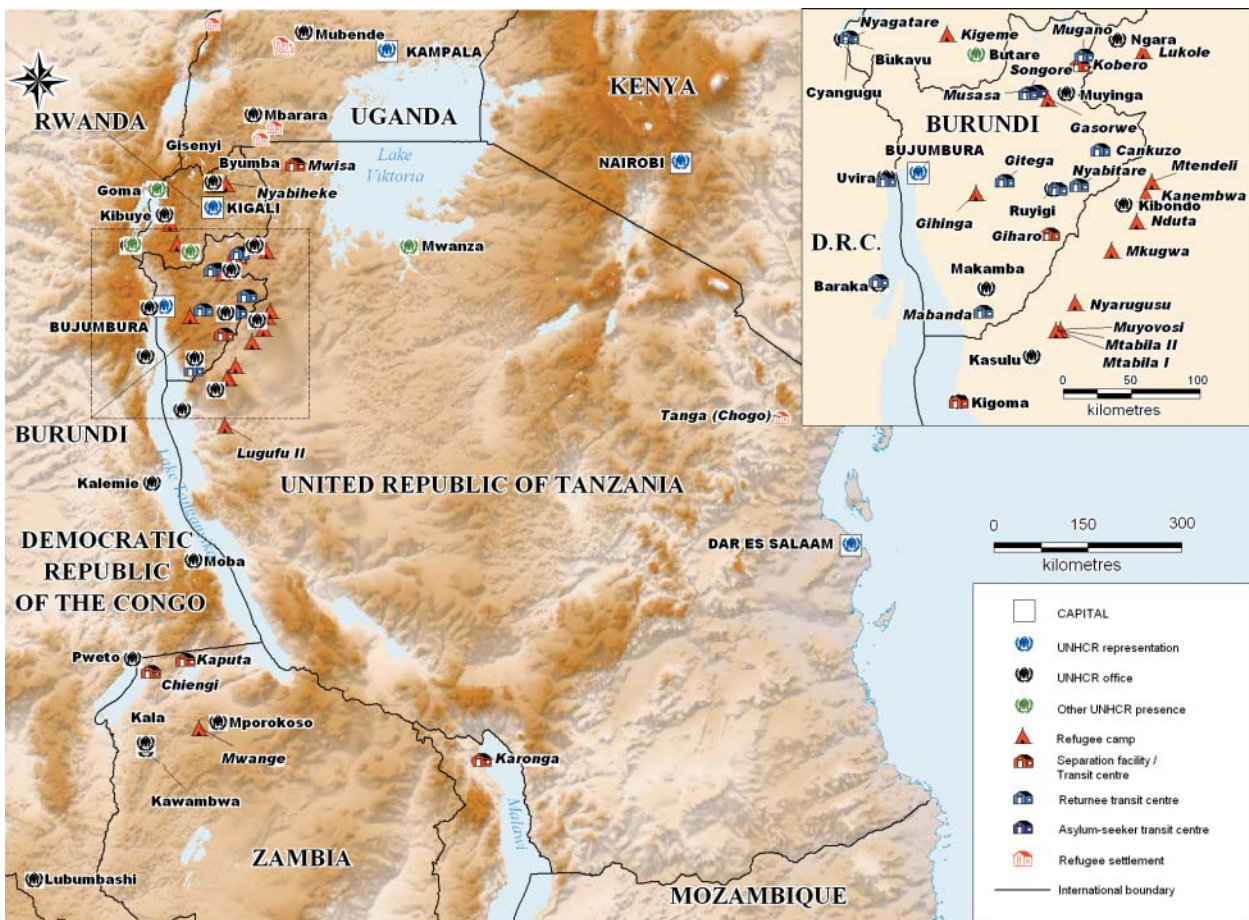 Mubende
KAMPALA
KENYA
RWANDA
Mbarara
UGANDA
Gisenyi
Byumba
Mwisa
Lake
Viktoria
NAIROBI
Goma
Nyabiheke
Kibuye
KIGALI
Mwanza
BUJUMBURA
Tanga (Chogo)
BURUNDI
Lugufu II
Kalemie
Lake Tanganyika
UNITED REPUBLIC OF TANZANIA
DEMOCRATIC
REPUBLIC
OF THE CONGO
Moba
DAR ES SALAAM
Pweto
Kaputa
Chiengi
Kala
Mporokoso
Mwange
Kawambwa
Karonga
Malawi
ZAMBIA
Lubumbashi
MOZAMBIQUE
Nyagatare
Kigeme
Mugano
Ngara
Bukavu
Butare
Lukole
Songore
Kobero
Cyangugu
Musasa
Muyinga
BURUNDI
Gasorwe
BUJUMBURA
Gitega
Cankuzo
Uvira
Nyabitare
Mtendeli
Kanembwa
Ruyigi
Kibondo
Gihinga
Nduta
Giharo
D.R.C.
Mkugwa
Makamba
Baraka
Nyarugusu
Mabanda
Muyovosi
Mtabila II
Kasulu
Mtabila I
0 50 100
kilometres
Kigoma
0 150 300
kilometres
CAPITAL
UNHCR representation
UNHCR office
Other UNHCR presence
Refugee camp
Separation facility /
Transit centre
Returnee transit centre
Asylum-seeker transit centre
Refugee settlement
International boundary